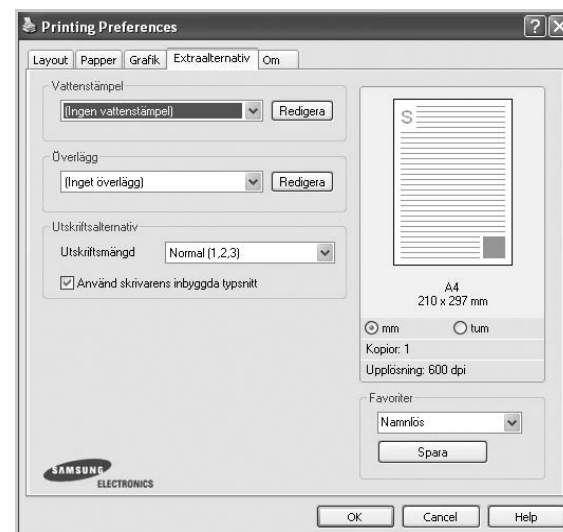 Printing Preferences
Layout Papper Grafik Extraalternativ Om
Vattenstämpel
(Ingen vattenstämpel) Redigera
Överlägg
(Inget överlägg) Redigera
Utskriftsalternativ
Utskriftsmängd Normal (1,2,3)
Använd skrivarens inbyggda typsnitt
S
A4
210 x 297 mm
mm tum
Kopior: 1
Upplösning: 600 dpi
Favoriter
Namnlös
Spara
SAMSUNG
ELECTRONICS
OK Cancel Help